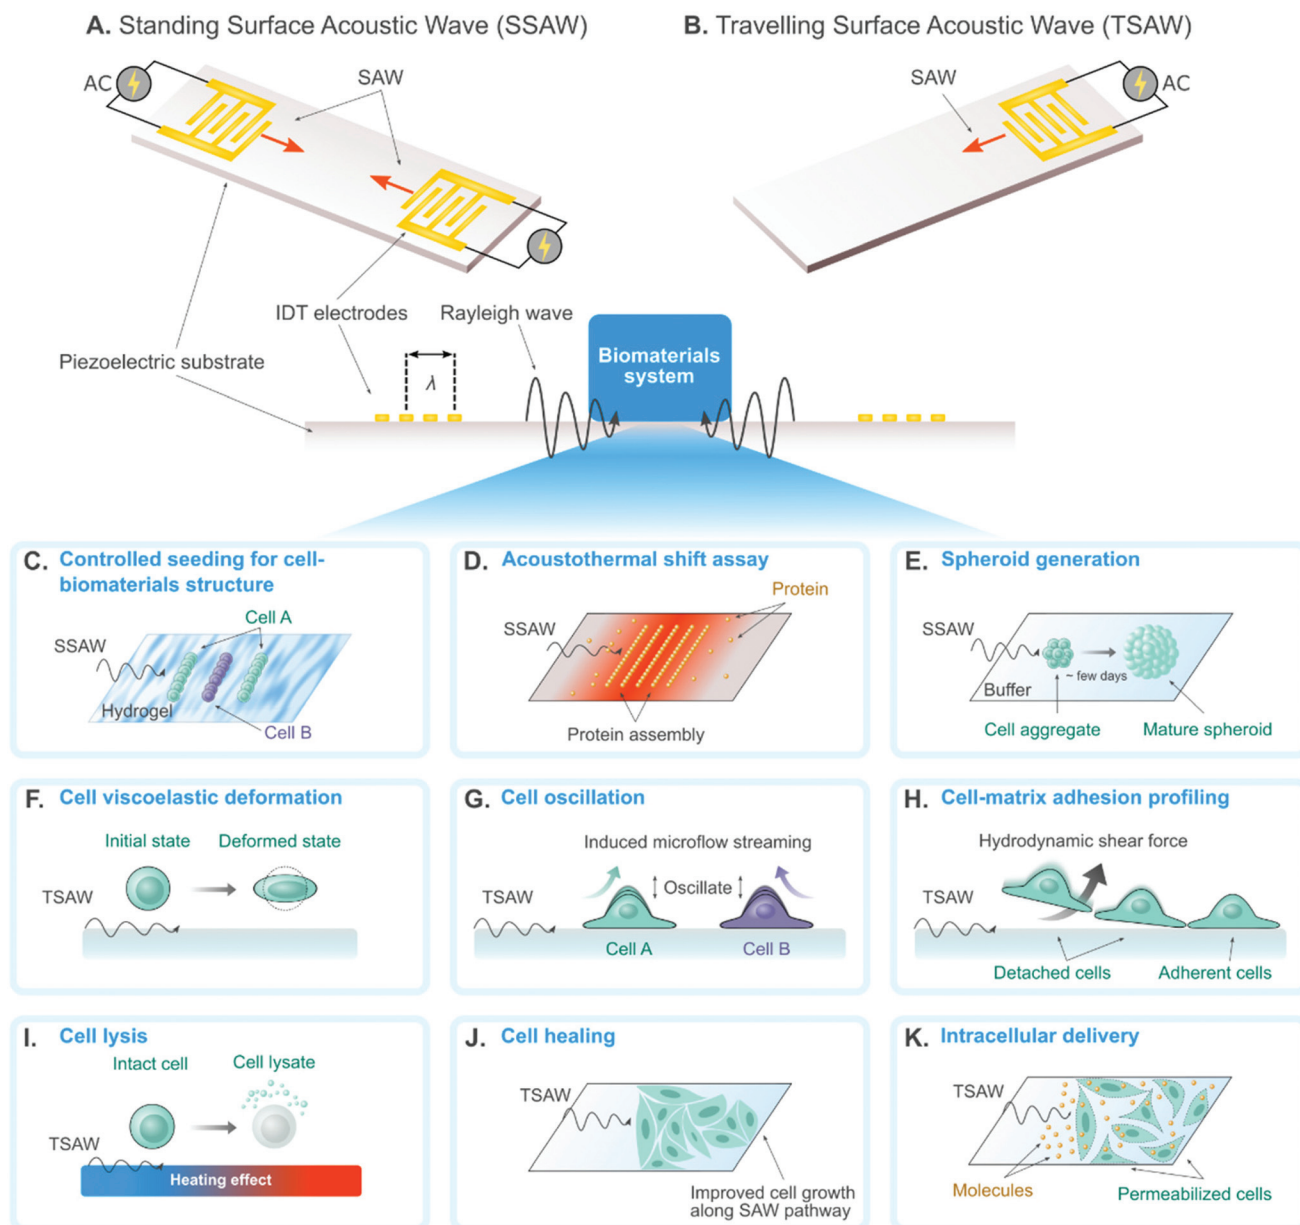 A. Standing Surface Acoustic Wave (SSAW)
B. Travelling Surface Acoustic Wave (TSAW)
AC
SAW
SAW
AC
IDT electrodes
Rayleigh wave
Piezoelectric substrate
λ
Biomaterials
system
C. Controlled seeding for cell-
biomaterials structure
Cell A
SSAW
Hydrogel
Cell B
D. Acoustothermal shift assay
Protein
SSAW
Protein assembly
E. Spheroid generation
SSAW
Buffer
~ few days
Cell aggregate
Mature spheroid
F. Cell viscoelastic deformation
Initial state
Deformed state
TSAW
G. Cell oscillation
Induced microflow streaming
TSAW
Oscillate
Cell A
Cell B
H. Cell-matrix adhesion profiling
Hydrodynamic shear force
TSAW
Detached cells
Adherent cells
I. Cell lysis
Intact cell
Cell lysate
TSAW
Heating effect
J. Cell healing
TSAW
Improved cell growth
along SAW pathway
K. Intracellular delivery
TSAW
Molecules
Permeabilized cells